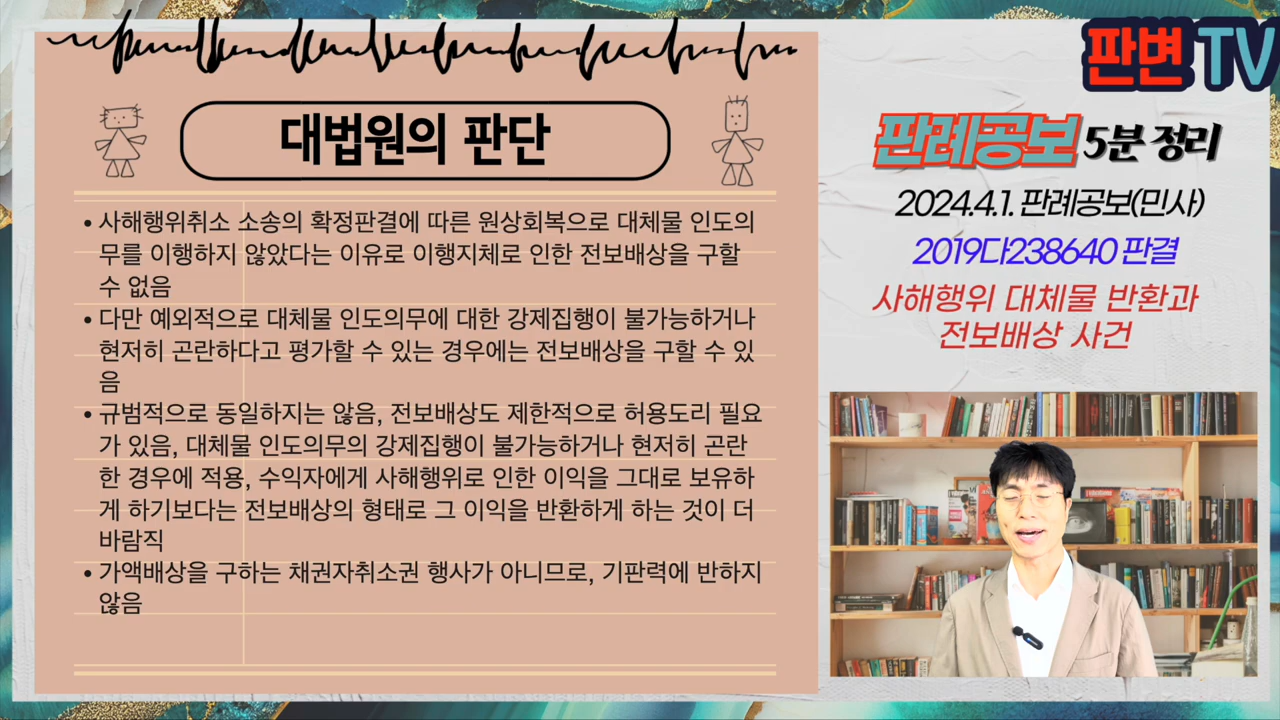 판변 TV
대법원의 판단
• 사해행위취소 소송의 확정판결에 따른 원상회복으로 대체물 인도의
무를 이행하지 않았다는 이유로 이행지체로 인한 전보배상을 구할
수 없음
• 다만 예외적으로 대체물 인도의무에 대한 강제집행이 불가능하거나
현저히 곤란하다고 평가할 수 있는 경우에는 전보배상을 구할 수 있
음
• 규범적으로 동일하지는 않음, 전보배상도 제한적으로 허용도리 필요
가 있음, 대체물 인도의무의 강제집행이 불가능하거나 현저히 곤란
한 경우에 적용, 수익자에게 사해행위로 인한 이익을 그대로 보유하
게 하기보다는 전보배상의 형태로 그 이익을 반환하게 하는 것이 더
바람직
• 가액배상을 구하는 채권자취소권 행사가 아니므로, 기판력에 반하지
않음
판례공보 5분 정리
2024.4.1. 판례공보(민사)
2019다238640 판결
사해행위 대체물 반환과
전보배상 사건